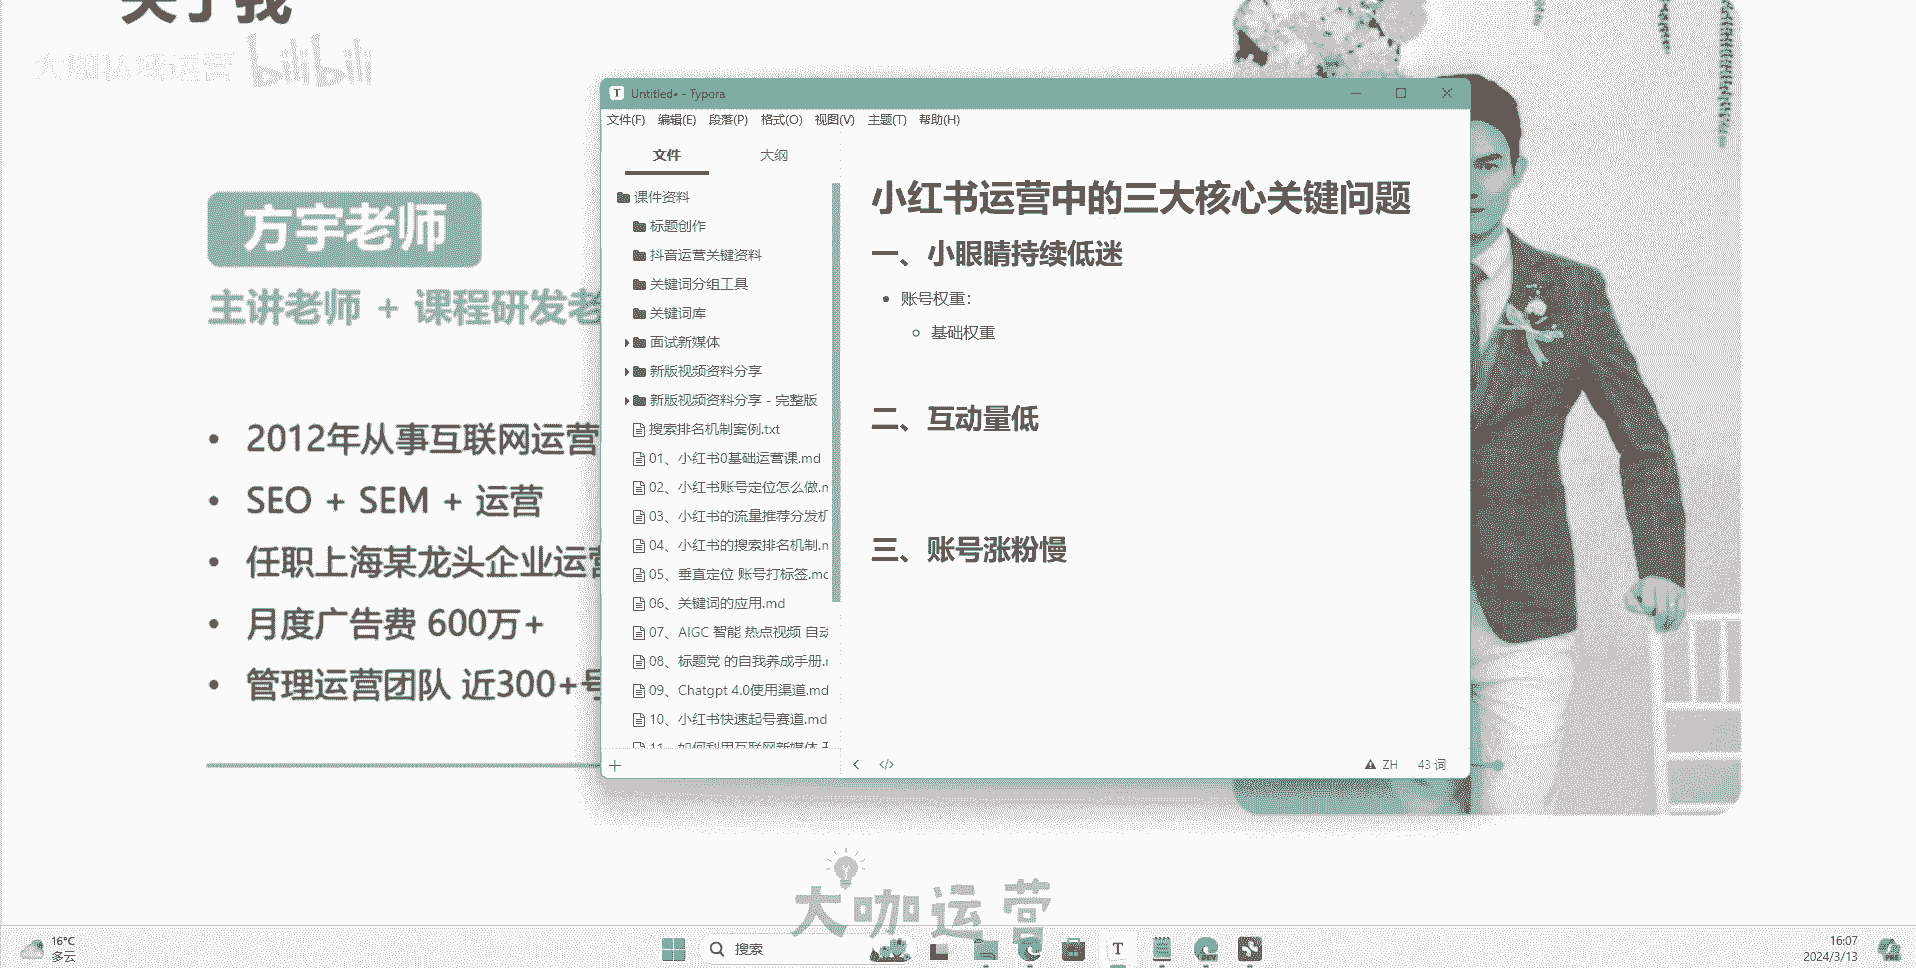 关于我
大咖私域运营 bilibili
方宇老师
主讲老师 + 课程研发老
2012年从事互联网运营
SEO + SEM + 运营
任职上海某龙头企业运营
月度广告费 600万+
管理运营团队 近300+号
Untitled• - Typora
文件(F) 编辑(E) 段落(P) 格式(O) 视图(V) 主题(T) 帮助(H)
文件 大纲
课件资料
标题创作
抖音运营关键资料
关键词分组工具
关键词库
面试新媒体
新版视频资料分享
新版视频资料分享 - 完整版
搜索排名机制案例.txt
01、小红书0基础运营课.md
02、小红书账号定位怎么做.m
03、小红书的流量推荐分发机
04、小红书的搜索排名机制.m
05、垂直定位 账号打标签.md
06、关键词的应用.md
07、AIGC 智能 热点视频 自动
08、标题党 的自我养成手册.m
09、Chatgpt 4.0使用渠道.md
10、小红书快速起号赛道.md
11、如何利用互联网新媒体
小红书运营中的三大核心关键问题
一、小眼睛持续低迷
账号权重：
基础权重
二、互动量低
三、账号涨粉慢
ZH 43 词
大咖运营
16°C
多云
搜索
16:07
2024/3/13